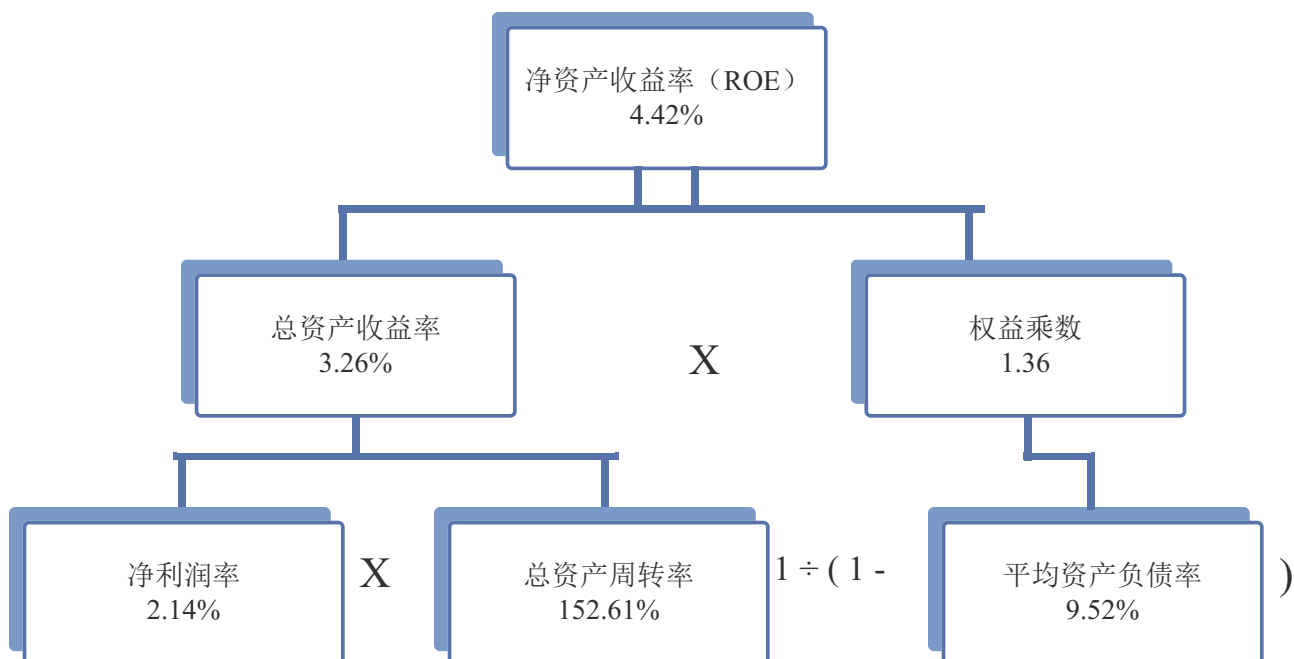 净资产收益率（ROE）
4.42%
总资产收益率
3.26%
X
权益乘数
1.36
净利润率
2.14%
X
总资产周转率
152.61%
1 ÷ ( 1 -
平均资产负债率
9.52%
)